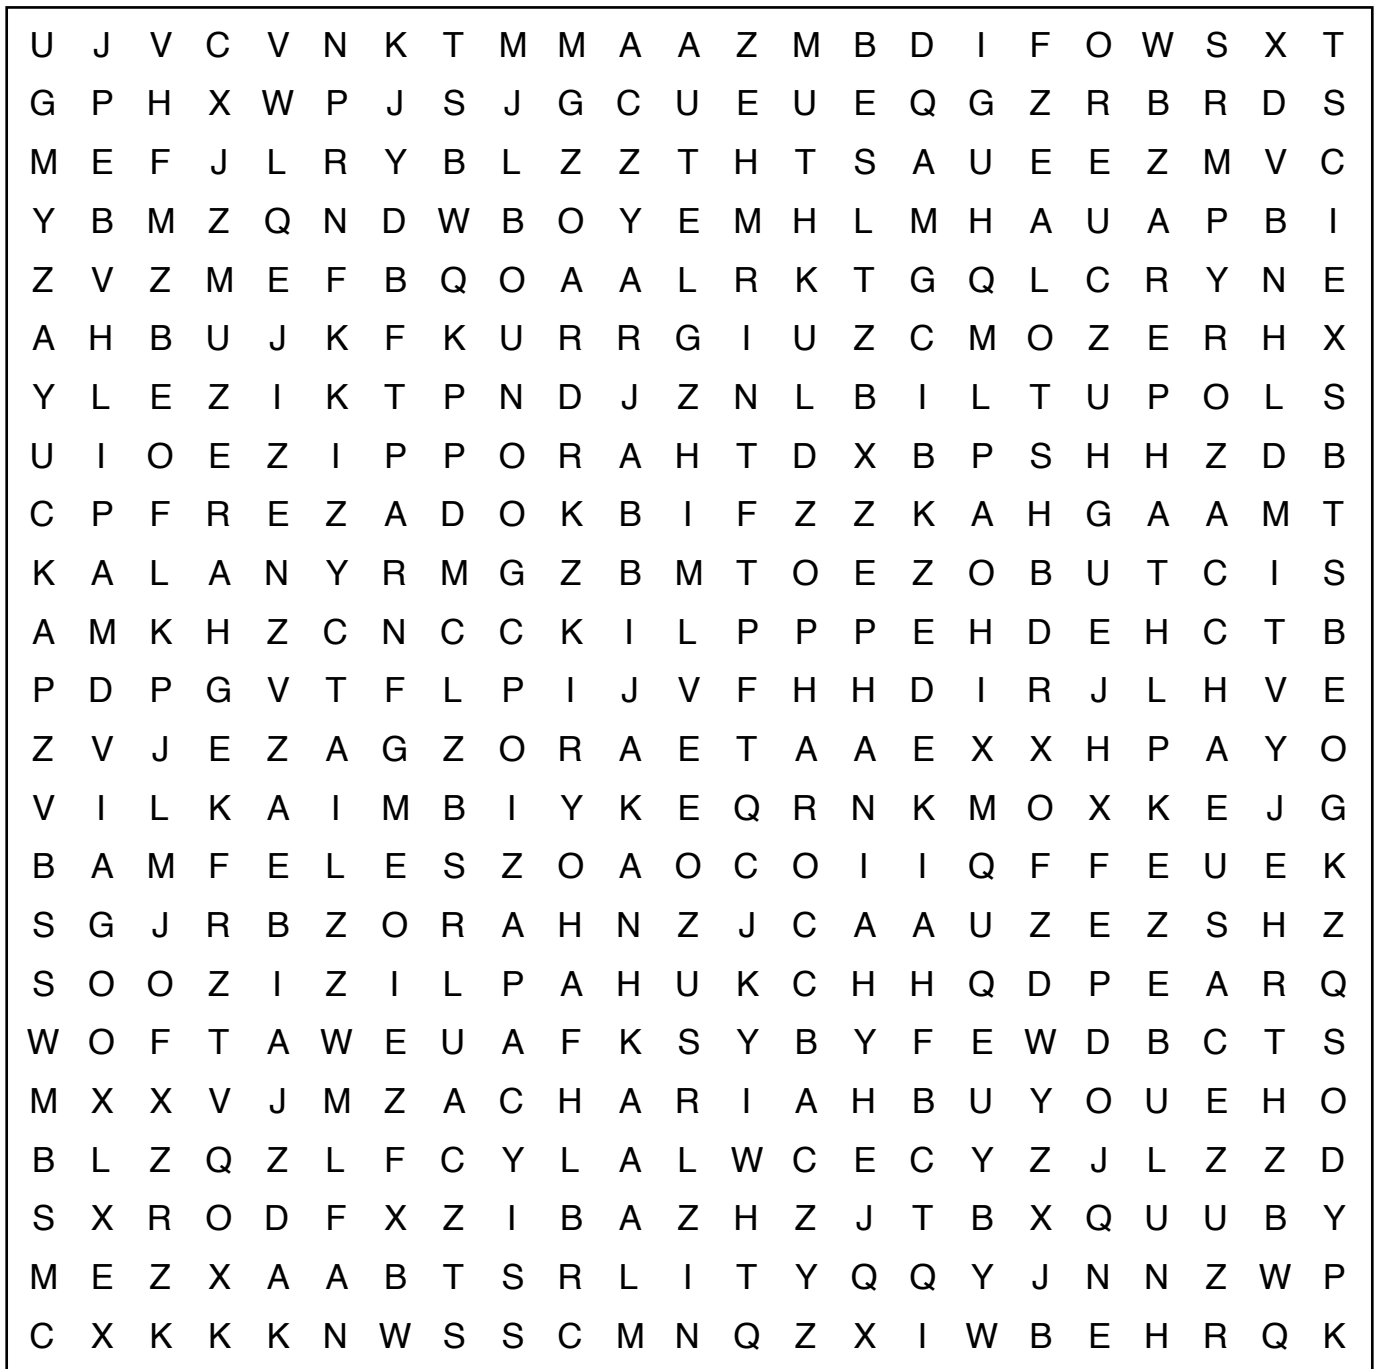 U J V C V N K T M M A A Z M B D I F O W S X T
G P H X W P J S J G C U E U E Q G Z R B R D S
M E F J L R Y B L Z Z T H T S A U E E Z M V C
Y B M Z Q N D W B O Y E M H L M H A U A P B I
Z V Z M E F B Q O A A L R K T G Q L C R Y N E
A H B U J K F K U R R G I U Z C M O Z E R H X
Y L E Z I K T P N D J Z N L B I L T U P O L S
U I O E Z I P P O R A H T D X B P S H H Z D B
C P F R E Z A D O K B I F Z Z K A H G A A M T
K A L A N Y R M G Z B M T O E Z O B U T C I S
A M K H Z C N C C K I L P P P E H D E H C T B
P D P G V T F L P I J V F H H D I R J L H V E
Z V J E Z A G Z O R A E T A A E X X H P A Y O
V I L K A I M B I Y K E Q R N K M O X K E J G
B A M F E L E S Z O A O C O I I Q F F E U E K
S G J R B Z O R A H N Z J C A A U Z E Z S H Z
S O O Z I Z I L P A H U K C H H Q D P E A R Q
W O F T A W E U A F K S Y B Y F E W D B C T S
M X X V J M Z A C H A R I A H B U Y O U E H O
B L Z Q Z L F C Y L A L W C E C Y Z J L Z Z D
S X R O D F X Z I B A Z H Z J T B X Q U U B Y
M E Z X A A B T S R L I T Y Q Q Y J N N Z W P
C X K K K N W S S C M N Q Z X I W B E H R Q K